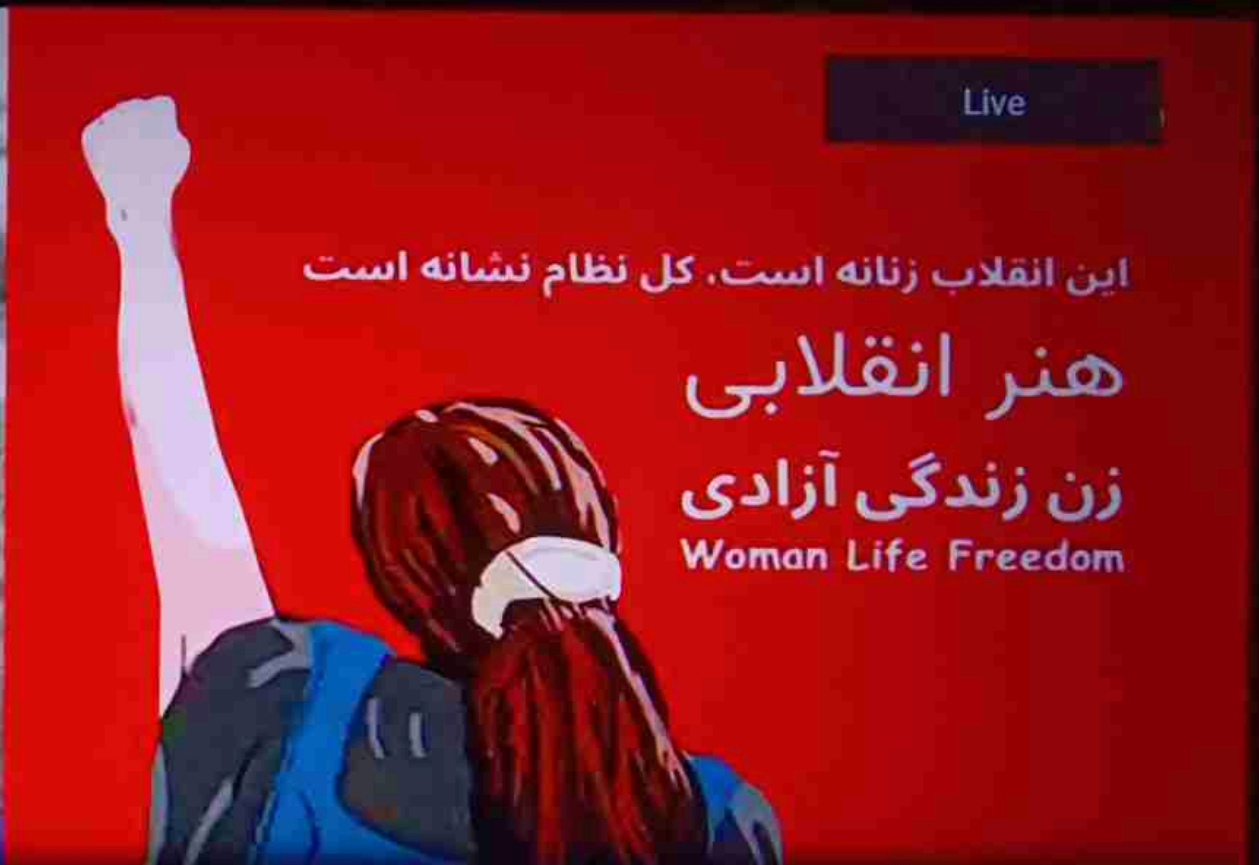 Live
این انقلاب زنانه است، کل نظام نشانه است
هنر انقلابی
زن زندگی آزادی
Woman Life Freedom